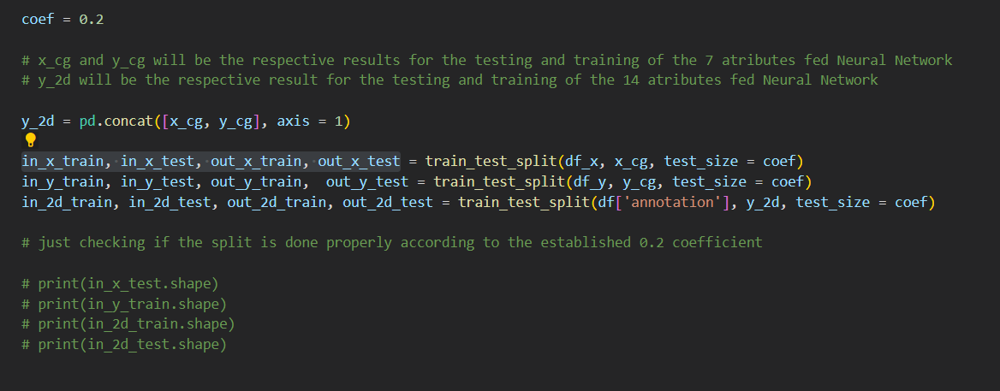 coef = 0.2
# x_cg and y_cg will be the respective results for the testing and training of the 7 atributes fed Neural Network
# y_2d will be the respective result for the testing and training of the 14 atributes fed Neural Network
y_2d = pd.concat([x_cg, y_cg], axis = 1)
in_x_train, in_x_test, out_x_train, out_x_test = train_test_split(df_x, x_cg, test_size = coef)
in_y_train, in_y_test, out_y_train,  out_y_test = train_test_split(df_y, y_cg, test_size = coef)
in_2d_train, in_2d_test, out_2d_train, out_2d_test = train_test_split(df['annotation'], y_2d, test_size = coef)
# just checking if the split is done properly according to the established 0.2 coefficient
# print(in_x_test.shape)
# print(in_y_train.shape)
# print(in_2d_train.shape)
# print(in_2d_test.shape)